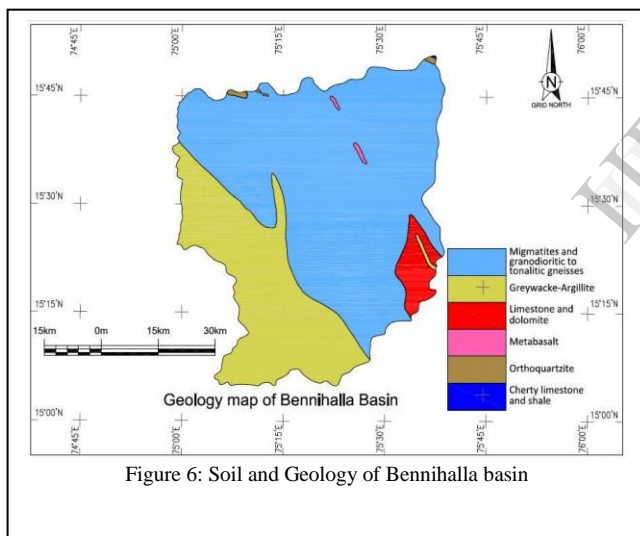 74°45'E
75°00'E
75°15'E
75°30'E
75°45'E
76°00'E
15°45'N
15°45'N
N
GRID NORTH
15°30'N
15°30'N
Migmatites and
granodioritic to
tonalitic gneisses
Greywacke-Argillite
15°15'N
15°15'N
Limestone and
dolomite
15km 0m 15km 30km
Metabasalt
Orthoquartzite
Geology map of Bennihalla Basin
Cherty limestone
and shale
15°00'N
15°00'N
74°45'E
75°00'E
75°15'E
75°30'E
75°45'E
76°00'E
Figure 6: Soil and Geology of Bennihalla basin